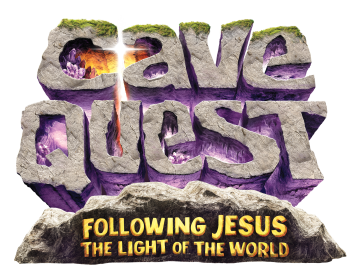 cave
Quest
FOLLOWING JESUS
THE LIGHT OF THE WORLD